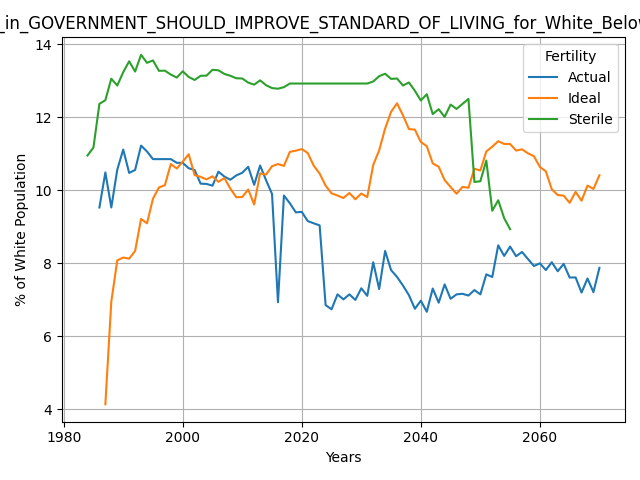 _in_GOVERNMENT_SHOULD_IMPROVE_STANDARD_OF_LIVING_for_White_Belo
Fertility
Actual
Ideal
Sterile
% of White Population
14
12
10
8
6
4
1980
2000
2020
2040
2060
Years